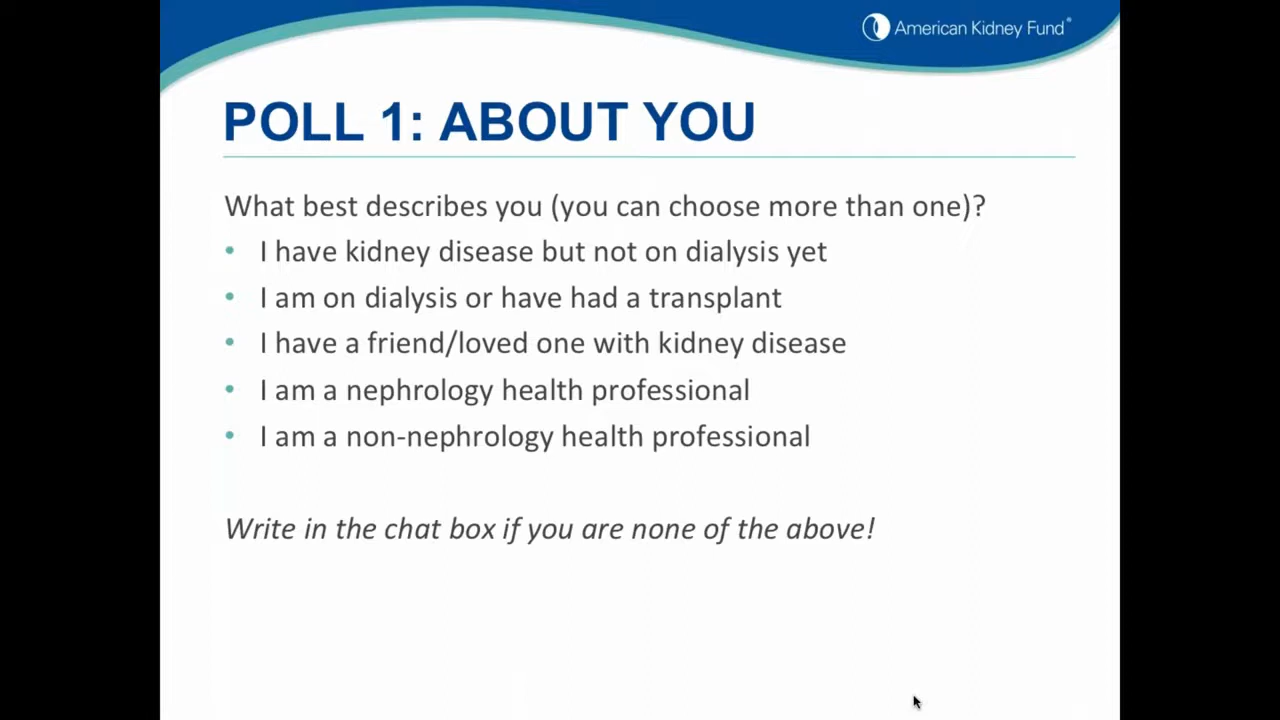 American Kidney Fund®
POLL 1: ABOUT YOU
What best describes you (you can choose more than one)?
• I have kidney disease but not on dialysis yet
• I am on dialysis or have had a transplant
• I have a friend/loved one with kidney disease
• I am a nephrology health professional
• I am a non-nephrology health professional
Write in the chat box if you are none of the above!